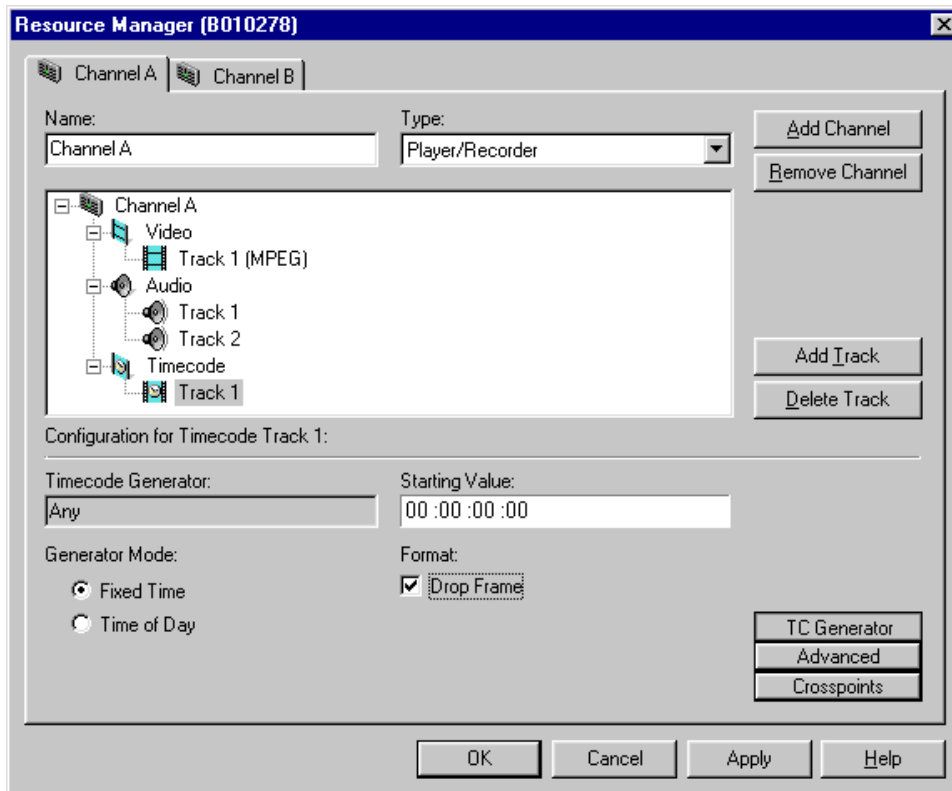 Resource Manager (B010278)
Channel A
Channel B
Name:
Type:
Channel A
Player/Recorder
Add Channel
Remove Channel
Channel A
Video
Track 1 (MPEG)
Audio
Track 1
Track 2
Timecode
Track 1
Add Track
Delete Track
Configuration for Timecode Track 1:
Timecode Generator:
Starting Value:
Any
00 :00 :00 :00
Generator Mode:
Format:
Fixed Time
Drop Frame
Time of Day
TC Generator
Advanced
Crosspoints
OK
Cancel
Apply
Help